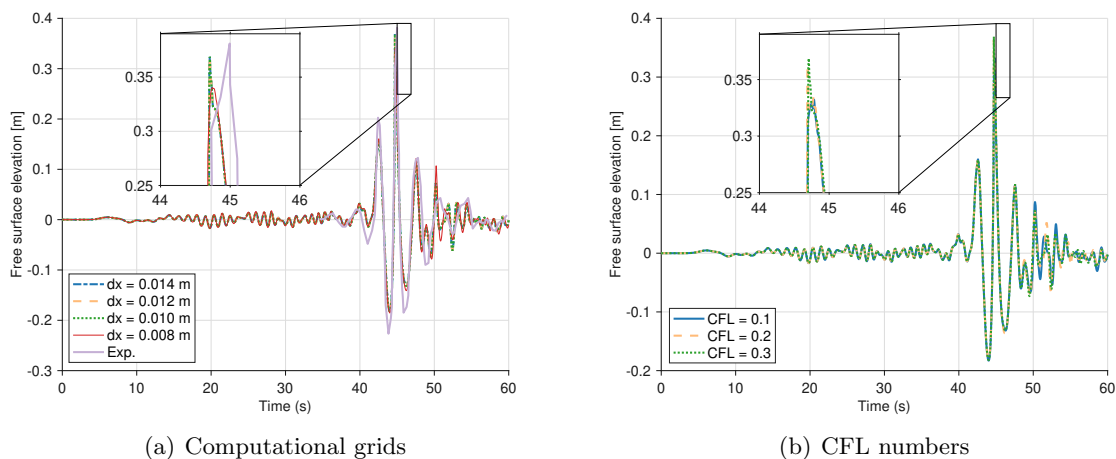 0.4
0.3
0.2
0.1
0
-0.1
-0.2
-0.3
Free surface elevation [m]
0.35
0.3
0.25
44 45 46
dx = 0.014 m
dx = 0.012 m
dx = 0.010 m
dx = 0.008 m
Exp.
0 10 20 30 40 50 60
Time (s)
(a) Computational grids
0.4
0.3
0.2
0.1
0
-0.1
-0.2
Free surface elevation [m]
0.35
0.3
0.25
44 45 46
CFL = 0.1
CFL = 0.2
CFL = 0.3
0 10 20 30 40 50 60
Time (s)
(b) CFL numbers